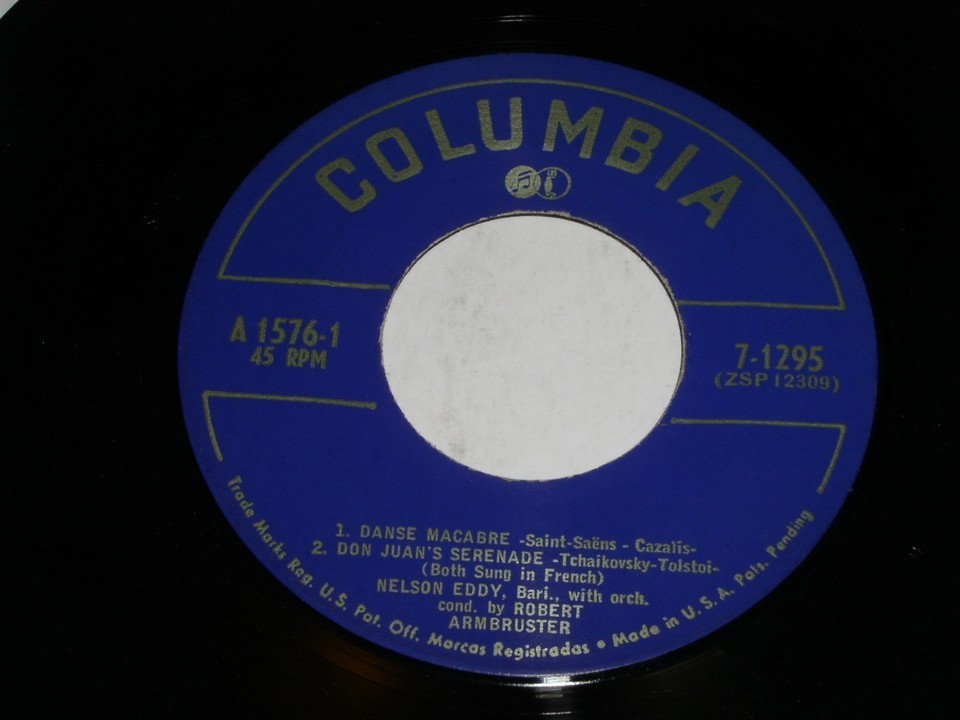 COLUMBIA
A 1576-1
45 RPM
7-1295
(ZSP 12309)
1. DANSE MACABRE -Saint-Saëns - Cazalis-
2. DON JUAN'S SERENADE -Tchaikovsky-Tolstoi-
(Both Sung in French)
NELSON EDDY, Bari., with orch.
cond. by ROBERT
ARMBRUSTER
Trade Marks Reg. U.S. Pat. Off. Marcas Registradas • Made in U.S.A. Pats. Pending